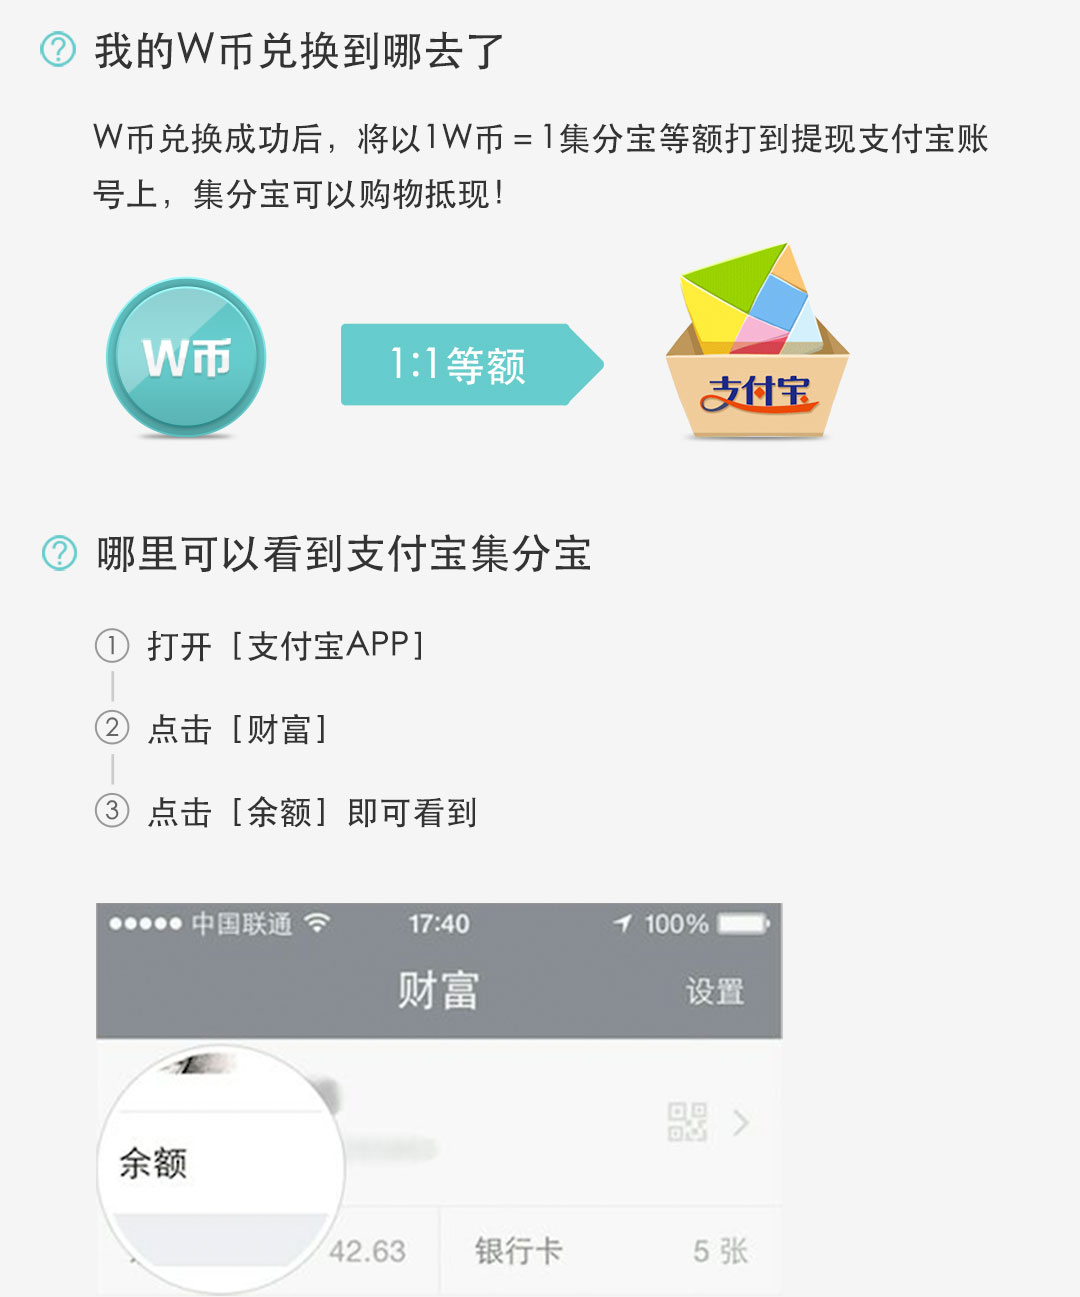 我的W币兑换到哪去了
W币兑换成功后，将以1W币=1集分宝等额打到提现支付宝账
号上，集分宝可以购物抵现！
W币
1:1等额
支付宝
哪里可以看到支付宝集分宝
① 打开［支付宝APP］
② 点击［财富］
③ 点击［余额］即可看到
中国联通 17:40 100%
财富 设置
余额
42.63 银行卡 5 张